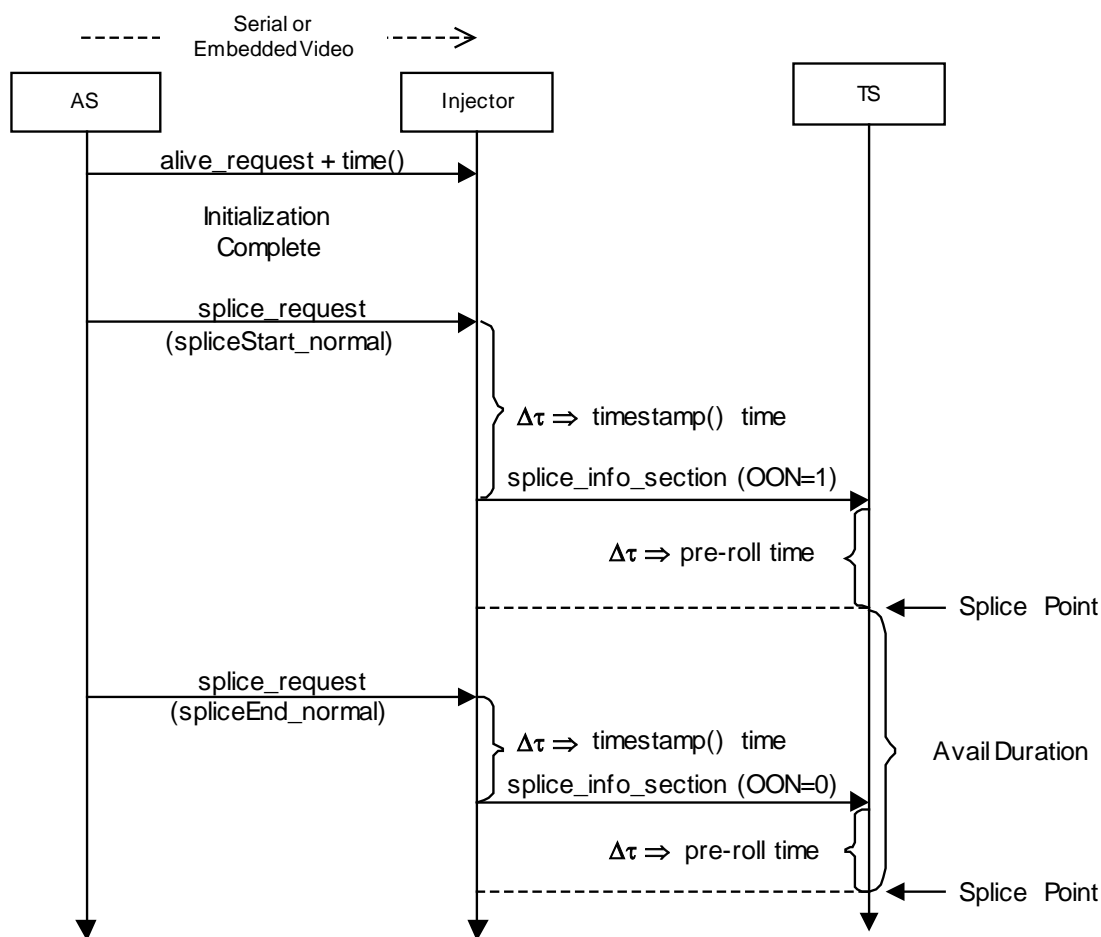 Serial or
Embedded Video
AS
Injector
TS
alive_request + time()
Initialization
Complete
splice_request
(spliceStart_normal)
Δτ ⇒ timestamp() time
splice_info_section (OON=1)
Δτ ⇒ pre-roll time
Splice Point
splice_request
(spliceEnd_normal)
Δτ ⇒ timestamp() time
Avail Duration
splice_info_section (OON=0)
Δτ ⇒ pre-roll time
Splice Point